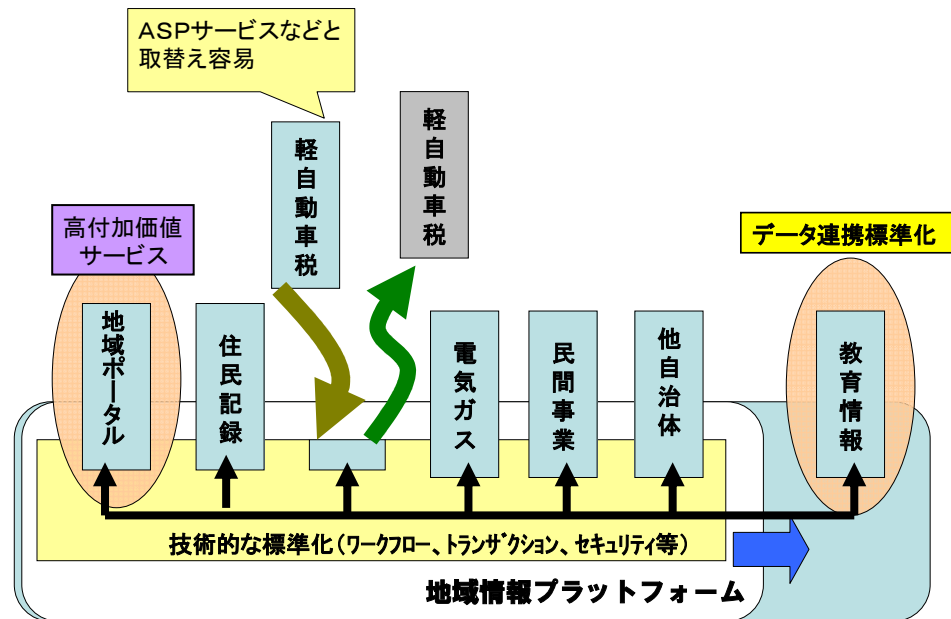 ASPサービスなどと
取替え容易
軽自動車税
軽自動車税
高付加価値
サービス
データ連携標準化
地域ポータル
住民記録
電気ガス
民間事業
他自治体
教育情報
技術的な標準化(ワークフロー、トランザクション、セキュリティ等)
地域情報プラットフォーム